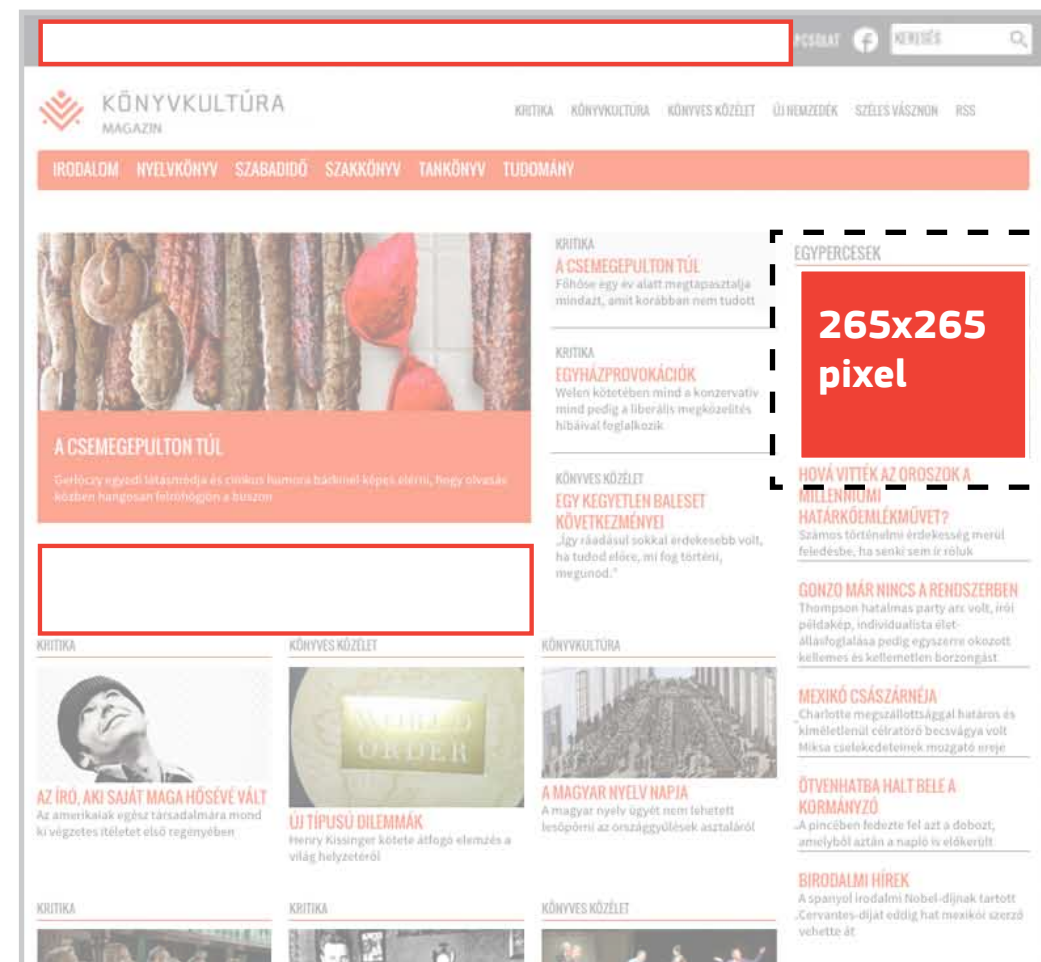 KERESÉS
KÖNYVKULTÚRA
MAGAZIN
KRITIKA KÖNYVKULTÚRA KÖNYVES KÖZÉLET ÚJ NEMZEDÉK SZÉLES VÁSZNON RSS
IRODALOM NYELVKÖNYV SZABADIDŐ SZAKKÖNYV TANKÖNYV TUDOMÁNY
A CSEMEGEPULTON TÚL
Gerlóczy egyedi látásmódja és cinikus humora bárkinél képes elérni, hogy olvasás
közben hangosan felröhögjön a buszon
KRITIKA
A CSEMEGEPULTON TÚL
Főhőse egy év alatt megtapasztalja
mindazt, amit korábban nem tudott
KRITIKA
EGYHÁZPROVOKÁCIÓK
Welen kötetében mind a konzervatív
mind pedig a liberális megközelítés
hibáival foglalkozik
KÖNYVES KÖZÉLET
EGY KEGYETLEN BALESET
KÖVETKEZMÉNYEI
„Így ráadásul sokkal érdekesebb volt,
ha tudod előre, mi fog történi,
megunod."
EGYPERCESEK
265x265
pixel
HOVÁ VITTÉK AZ OROSZOK A
MILLENNIUMI
HATÁRKŐEMLÉKMŰVET?
Számos történelmi érdekesség merül
feledésbe, ha senki sem ír róluk
GONZO MÁR NINCS A RENDSZERBEN
Thompson hatalmas party arc volt, írói
példakép, individualista élet-
állásfoglalása pedig egyszerre okozott
kellemes és kellemetlen borzongást
MEXIKÓ CSÁSZÁRNÉJA
Charlotte megszállottsággal határos és
kíméletlenül célratörő becsvágya volt
Miksa cselekedeteinek mozgató ereje
ÖTVENHATBA HALT BELE A
KORMÁNYZÓ
A pincében fedezte fel azt a dobozt,
amelyből aztán a napló is előkerült
BIRODALMI HÍREK
A spanyol irodalmi Nobel-díjnak tartott
Cervantes-díjat eddig hat mexikói szerző
vehette át
KRITIKA
AZ ÍRÓ, AKI SAJÁT MAGA HŐSÉVÉ VÁLT
Az amerikaiak egész társadalmára mond
ki végzetes ítéletet első regényében
KÖNYVES KÖZÉLET
WORLD
ORDER
ÚJ TÍPUSÚ DILEMMÁK
Henry Kissinger kötete átfogó elemzés a
világ helyzetéről
KÖNYVKULTÚRA
A MAGYAR NYELV NAPJA
A magyar nyelv ügyét nem lehetett
lesöpörni az országgyűlések asztaláról
KRITIKA
KRITIKA
KÖNYVES KÖZÉLET